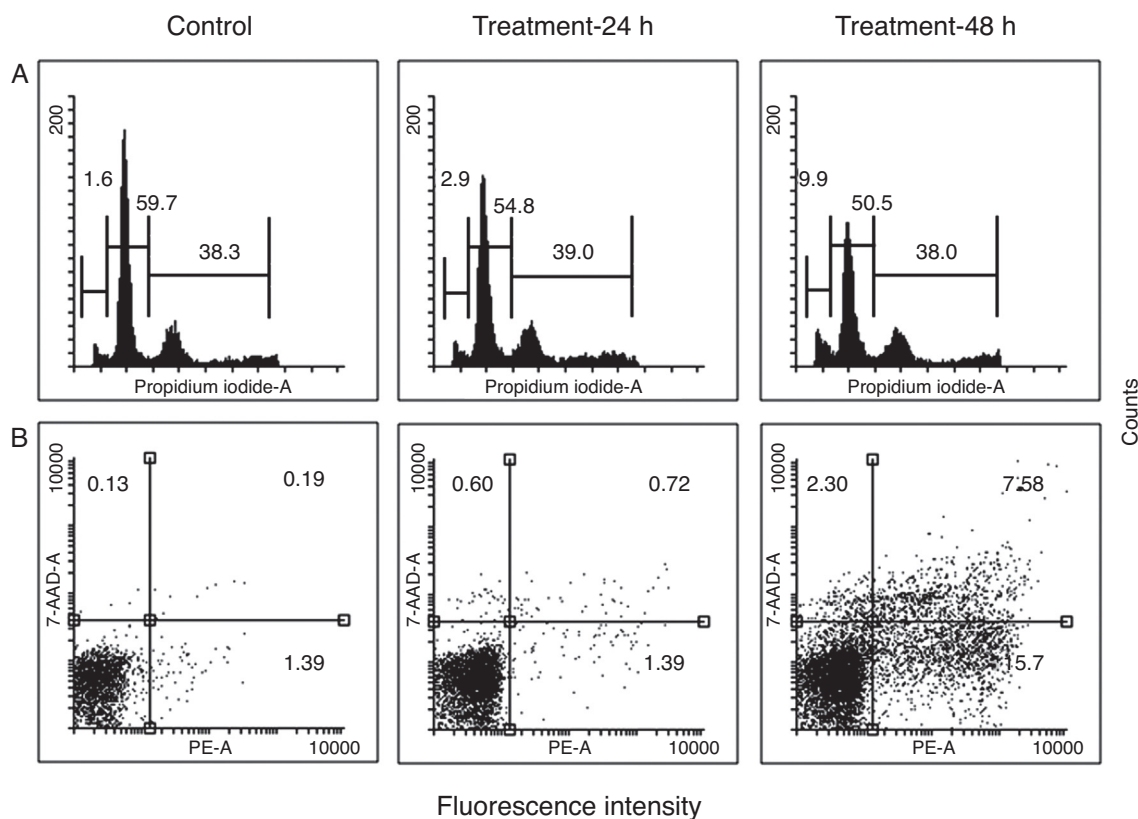 Control
Treatment-24 h
Treatment-48 h
A
200
1.6
59.7
38.3
Propidium iodide-A
200
2.9
54.8
39.0
Propidium iodide-A
200
9.9
50.5
38.0
Propidium iodide-A
Counts
B
10000
7-AAD-A
0.13
0.19
1.39
PE-A
10000
10000
7-AAD-A
0.60
0.72
1.39
PE-A
10000
10000
7-AAD-A
2.30
7.58
15.7
PE-A
10000
Fluorescence intensity